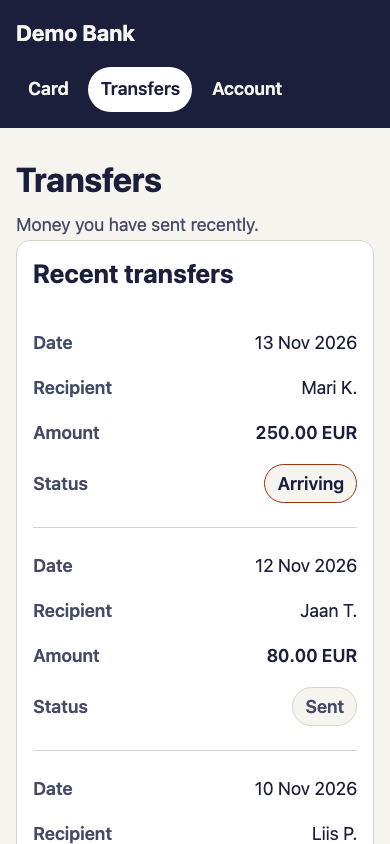 Demo Bank
Card Transfers Account
Transfers
Money you have sent recently.
Recent transfers
Date 13 Nov 2026
Recipient Mari K.
Amount 250.00 EUR
Status Arriving
Date 12 Nov 2026
Recipient Jaan T.
Amount 80.00 EUR
Status Sent
Date 10 Nov 2026
Recipient Liis P.